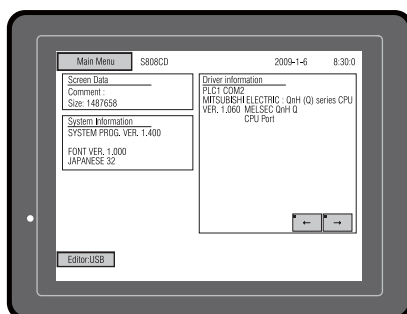 Main Menu S808CD 2009-1-6 8:30:0
Screen Data
Comment :
Size: 1487658
System Information
SYSTEM PROG. VER. 1.400
FONT VER. 1.000
JAPANESE 32
Driver information
PLC1 COM2
MITSUBISHI ELECTRIC : QnH (Q) series CPU
VER. 1.060 MELSEC QnH Q
CPU Port
← →
Editor:USB